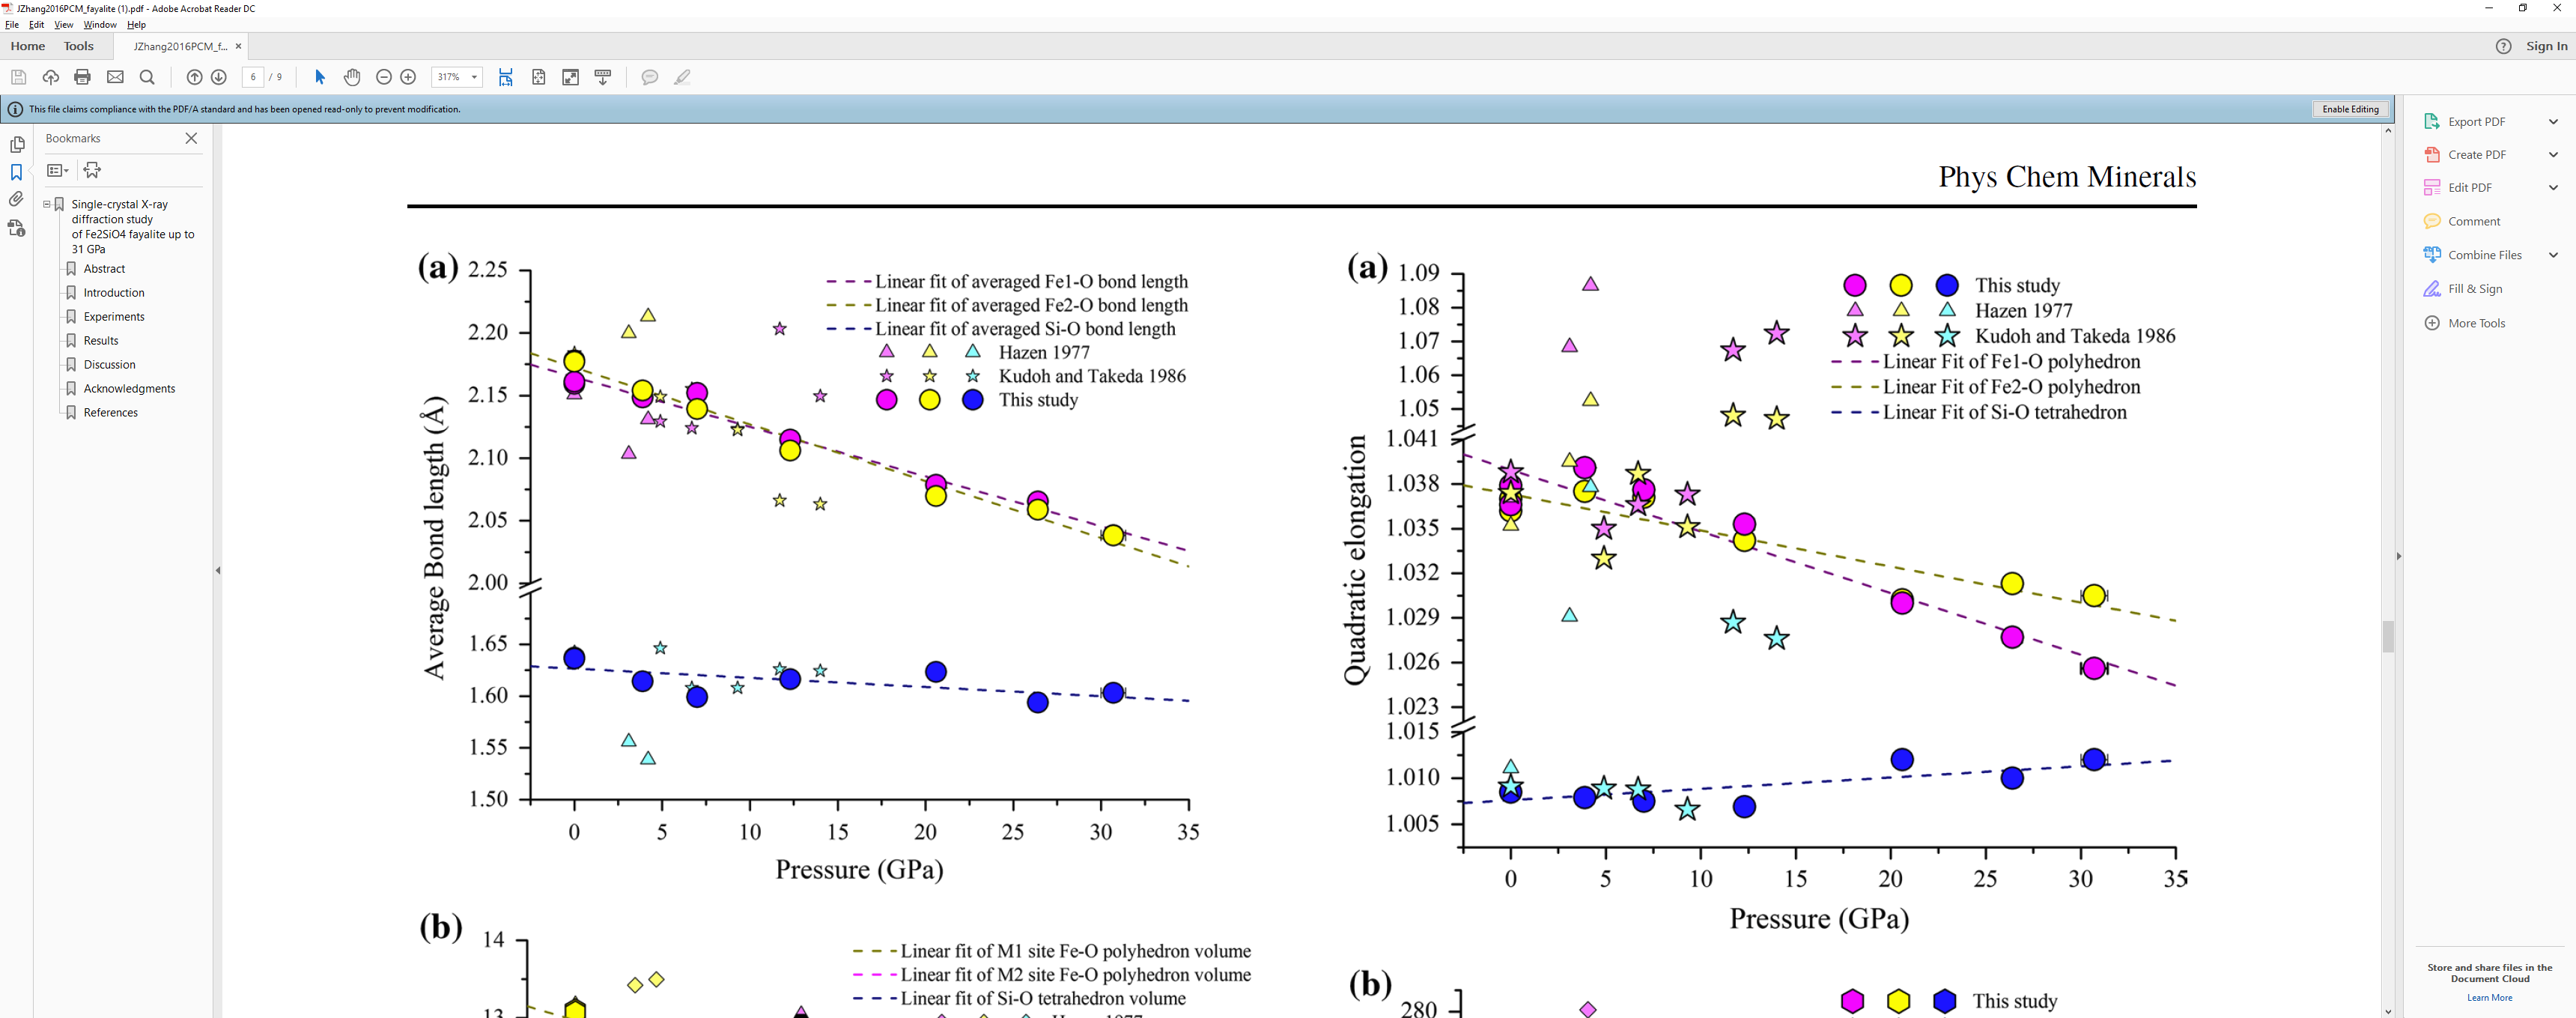 JZhang2016PCM_fayalite (1).pdf - Adobe Acrobat Reader DC
File Edit View Window Help
Home Tools JZhang2016PCM_f... ×
Sign In
6 / 9
317%
This file claims compliance with the PDF/A standard and has been opened read-only to prevent modification.
Enable Editing
Bookmarks
Single-crystal X-ray
diffraction study
of Fe2SiO4 fayalite up to
31 GPa
Abstract
Introduction
Experiments
Results
Discussion
Acknowledgments
References
Phys Chem Minerals
(a)
2.25
2.20
2.15
2.10
2.05
2.00
1.65
1.60
1.55
1.50
Average Bond length (Å)
Linear fit of averaged Fe1-O bond length
Linear fit of averaged Fe2-O bond length
Linear fit of averaged Si-O bond length
Hazen 1977
Kudoh and Takeda 1986
This study
0 5 10 15 20 25 30 35
Pressure (GPa)
(b)
14
13
Linear fit of M1 site Fe-O polyhedron volume
Linear fit of M2 site Fe-O polyhedron volume
Linear fit of Si-O tetrahedron volume
Hazen 1977
(a)
1.09
1.08
1.07
1.06
1.05
1.041
1.038
1.035
1.032
1.029
1.026
1.023
1.015
1.010
1.005
Quadratic elongation
This study
Hazen 1977
Kudoh and Takeda 1986
Linear Fit of Fe1-O polyhedron
Linear Fit of Fe2-O polyhedron
Linear Fit of Si-O tetrahedron
0 5 10 15 20 25 30 35
Pressure (GPa)
(b)
280
This study
Export PDF
Create PDF
Edit PDF
Comment
Combine Files
Fill & Sign
More Tools
Store and share files in the
Document Cloud
Learn More